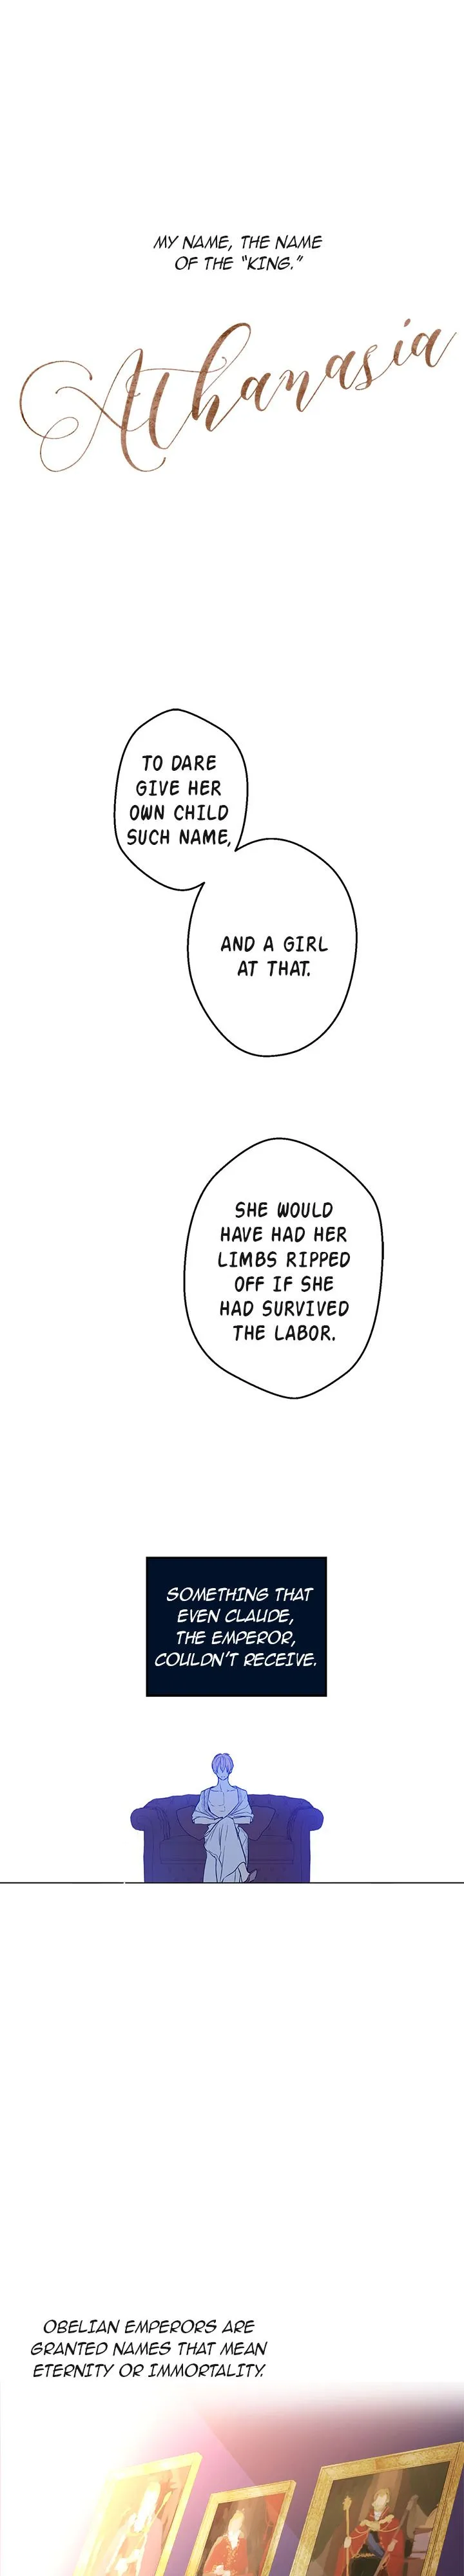 MY NAME, THE NAME
OF THE "KING."
Athanasia
TO DARE
GIVE HER
OWN CHILD
SUCH NAME,
AND A GIRL
AT THAT.
SHE WOULD
HAVE HAD HER
LIMBS RIPPED
OFF IF SHE
HAD SURVIVED
THE LABOR.
SOMETHING THAT
EVEN CLAUDE,
THE EMPEROR,
COULDN'T RECEIVE.
OBELIAN EMPERORS ARE
GRANTED NAMES THAT MEAN
ETERNITY OR IMMORTALITY.